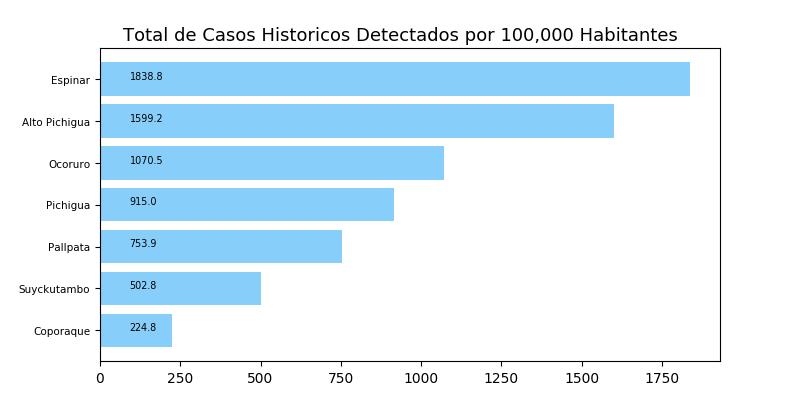 Total de Casos Historicos Detectados por 100,000 Habitantes
Espinar 1838.8
Alto Pichigua 1599.2
Ocoruro 1070.5
Pichigua 915.0
Pallpata 753.9
Suyckutambo 502.8
Coporaque 224.8
0 250 500 750 1000 1250 1500 1750